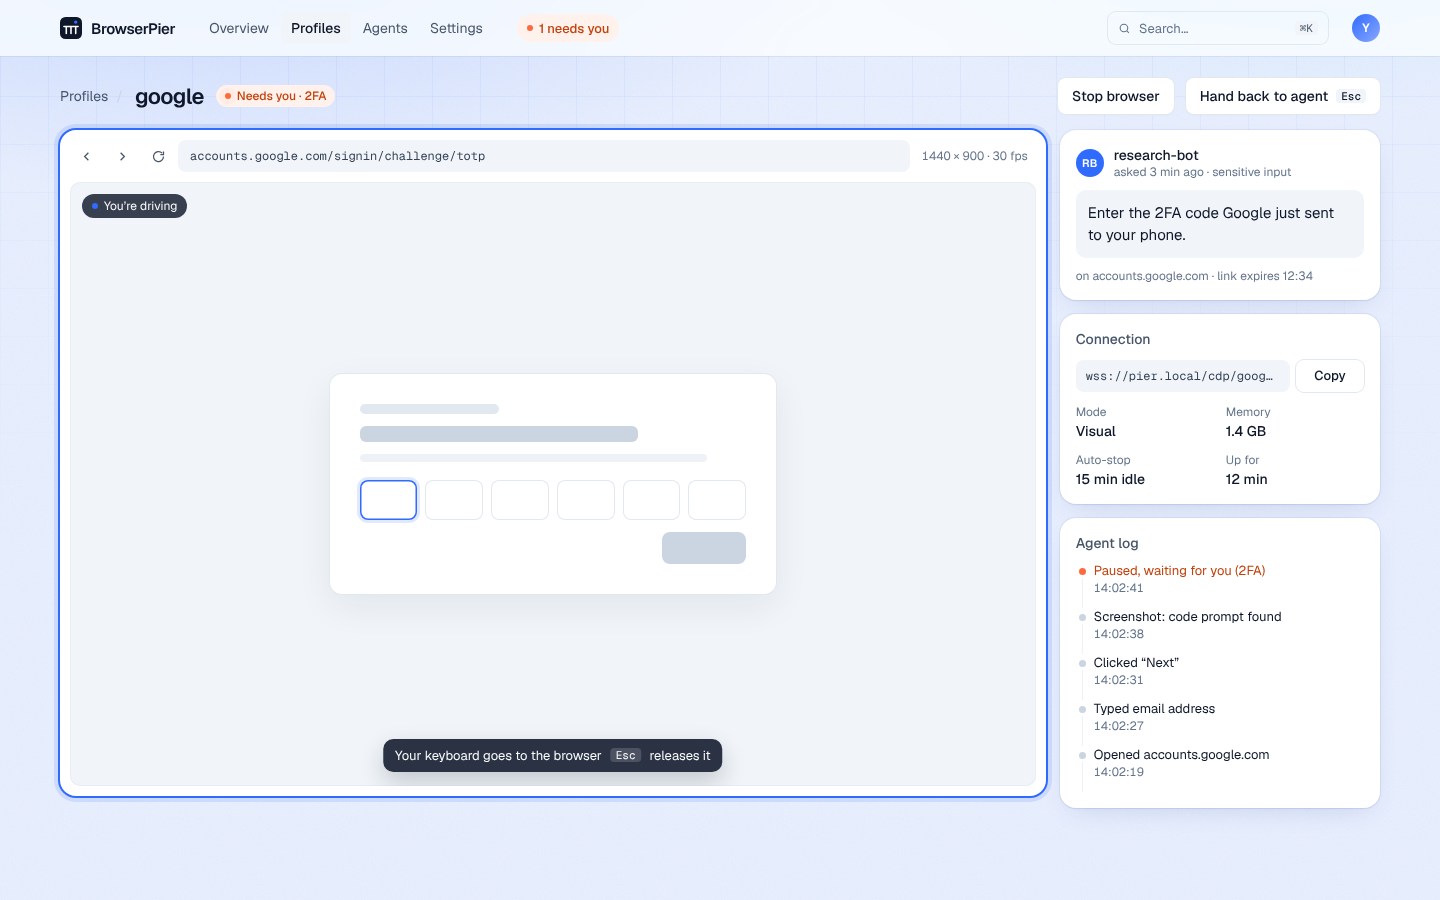 BrowserPier
Overview
Profiles
Agents
Settings
1 needs you
Search...
⌘K
Y
Profiles / google
Needs you · 2FA
Stop browser
Hand back to agent Esc
accounts.google.com/signin/challenge/totp
1440 × 900 · 30 fps
You're driving
Your keyboard goes to the browser Esc releases it
RB
research-bot
asked 3 min ago · sensitive input
Enter the 2FA code Google just sent
to your phone.
on accounts.google.com · link expires 12:34
Connection
wss://pier.local/cdp/goog…
Copy
Mode
Visual
Memory
1.4 GB
Auto-stop
15 min idle
Up for
12 min
Agent log
Paused, waiting for you (2FA)
14:02:41
Screenshot: code prompt found
14:02:38
Clicked “Next”
14:02:31
Typed email address
14:02:27
Opened accounts.google.com
14:02:19